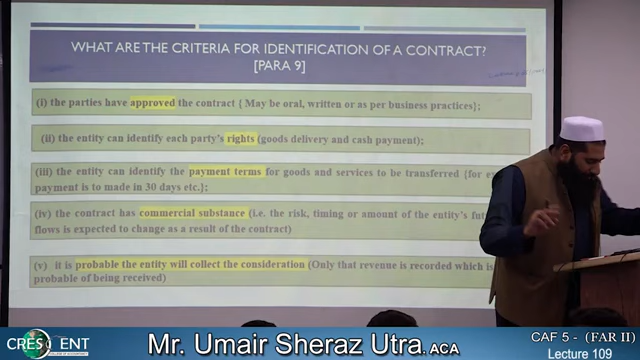 WHAT ARE THE CRITERIA FOR IDENTIFICATION OF A CONTRACT?
[PARA 9]
(i) the parties have approved the contract { May be oral, written or as per business practices};
(ii) the entity can identify each party's rights (goods delivery and cash payment);
(iii) the entity can identify the payment terms for goods and services to be transferred {for ex
payment is to made in 30 days etc.};
(iv) the contract has commercial substance (i.e. the risk, timing or amount of the entity's fut
flows is expected to change as a result of the contract)
(v) it is probable the entity will collect the consideration (Only that revenue is recorded which is
probable of being received)
CRESCENT
Mr. Umair Sheraz Utra. ACA
CAF 5 - (FAR II)
Lecture 109